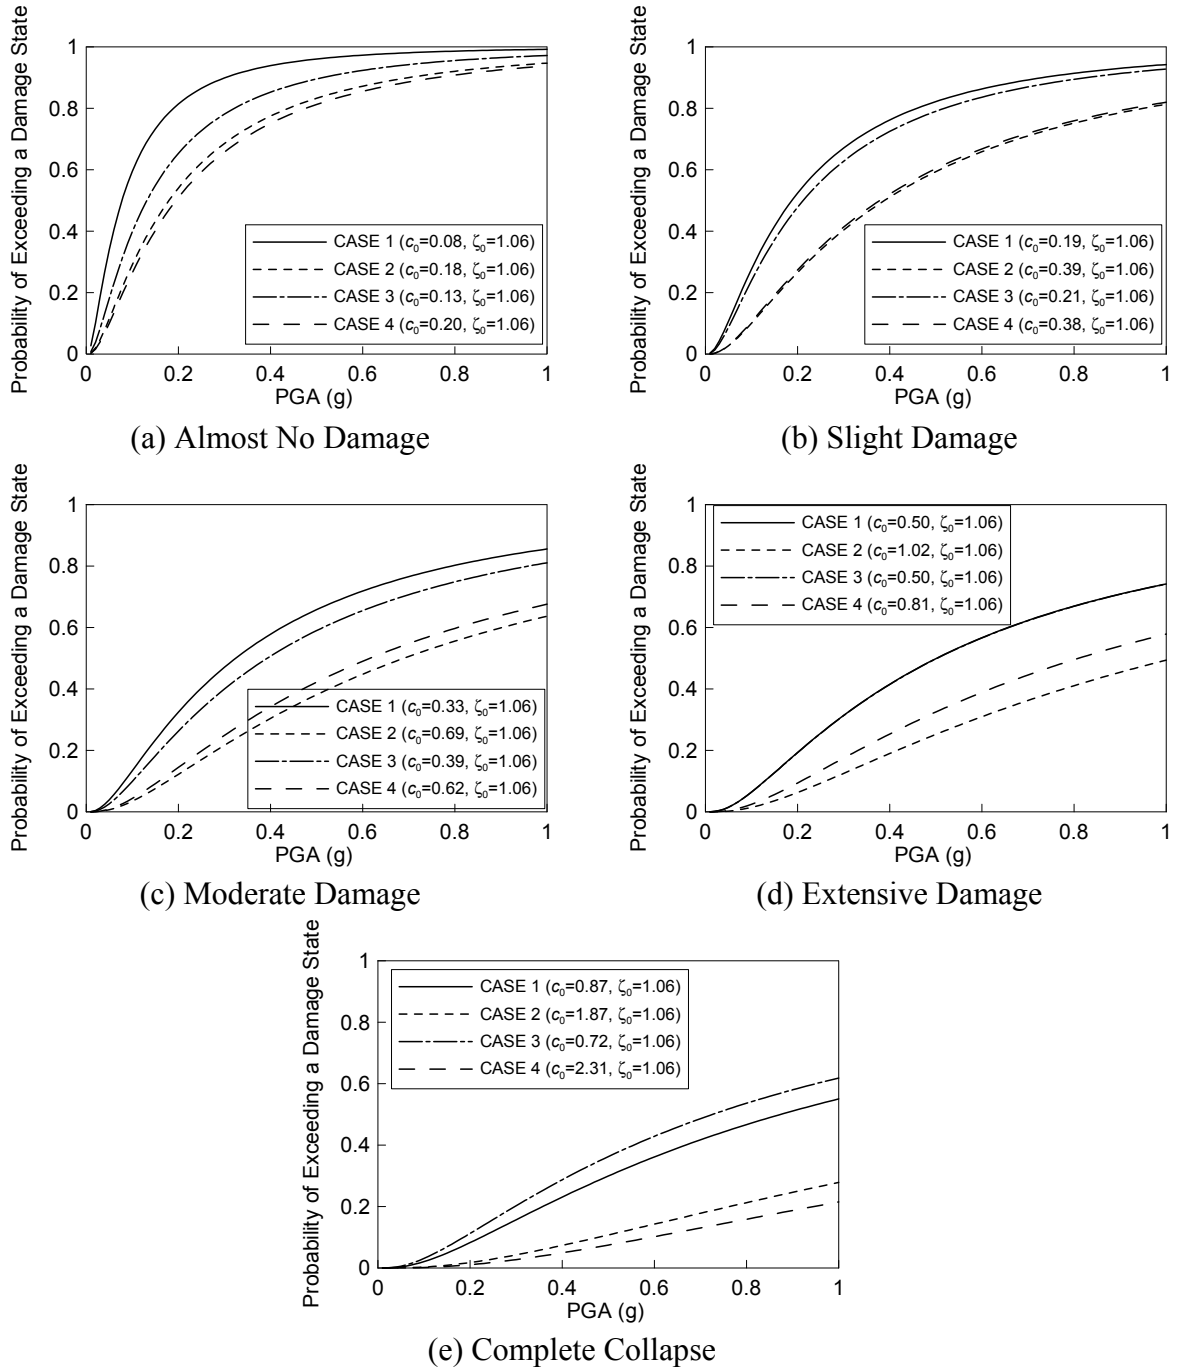 Probability of Exceeding a Damage State
1
0.8
0.6
0.4
0.2
0
CASE 1 (c₀=0.08, ζ₀=1.06)
CASE 2 (c₀=0.18, ζ₀=1.06)
CASE 3 (c₀=0.13, ζ₀=1.06)
CASE 4 (c₀=0.20, ζ₀=1.06)
0 0.2 0.4 0.6 0.8 1
PGA (g)
(a) Almost No Damage
Probability of Exceeding a Damage State
1
0.8
0.6
0.4
0.2
0
CASE 1 (c₀=0.19, ζ₀=1.06)
CASE 2 (c₀=0.39, ζ₀=1.06)
CASE 3 (c₀=0.21, ζ₀=1.06)
CASE 4 (c₀=0.38, ζ₀=1.06)
0 0.2 0.4 0.6 0.8 1
PGA (g)
(b) Slight Damage
Probability of Exceeding a Damage State
1
0.8
0.6
0.4
0.2
0
CASE 1 (c₀=0.33, ζ₀=1.06)
CASE 2 (c₀=0.69, ζ₀=1.06)
CASE 3 (c₀=0.39, ζ₀=1.06)
CASE 4 (c₀=0.62, ζ₀=1.06)
0 0.2 0.4 0.6 0.8 1
PGA (g)
(c) Moderate Damage
Probability of Exceeding a Damage State
1
0.8
0.6
0.4
0.2
0
CASE 1 (c₀=0.50, ζ₀=1.06)
CASE 2 (c₀=1.02, ζ₀=1.06)
CASE 3 (c₀=0.50, ζ₀=1.06)
CASE 4 (c₀=0.81, ζ₀=1.06)
0 0.2 0.4 0.6 0.8 1
PGA (g)
(d) Extensive Damage
Probability of Exceeding a Damage State
1
0.8
0.6
0.4
0.2
0
CASE 1 (c₀=0.87, ζ₀=1.06)
CASE 2 (c₀=1.87, ζ₀=1.06)
CASE 3 (c₀=0.72, ζ₀=1.06)
CASE 4 (c₀=2.31, ζ₀=1.06)
0 0.2 0.4 0.6 0.8 1
PGA (g)
(e) Complete Collapse